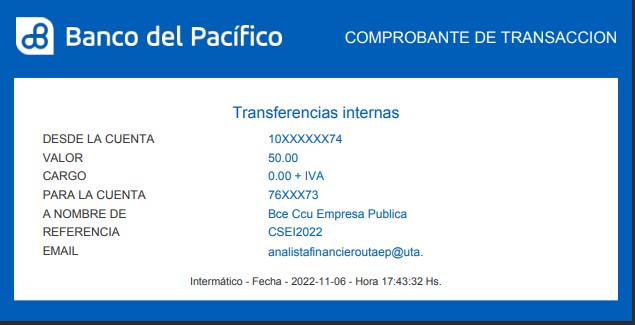 Banco del Pacífico
COMPROBANTE DE TRANSACCION
Transferencias internas
DESDE LA CUENTA 10XXXXXX74
VALOR 50.00
CARGO 0.00 + IVA
PARA LA CUENTA 76XXX73
A NOMBRE DE Bce Ccu Empresa Publica
REFERENCIA CSEI2022
EMAIL analistafinancieroutaep@uta.
Intermático - Fecha - 2022-11-06 - Hora 17:43:32 Hs.